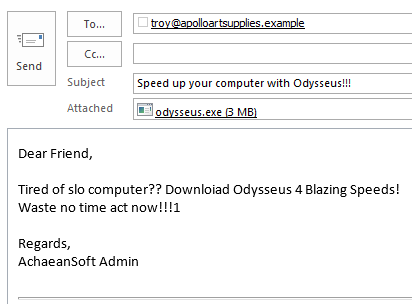 To...
troy@apolloartsupplies.example
Cc...
Send
Subject
Speed up your computer with Odysseus!!!
Attached
odysseus.exe (3 MB)
Dear Friend,
Tired of slo computer?? Downloiad Odysseus 4 Blazing Speeds!
Waste no time act now!!!1
Regards,
AchaeanSoft Admin